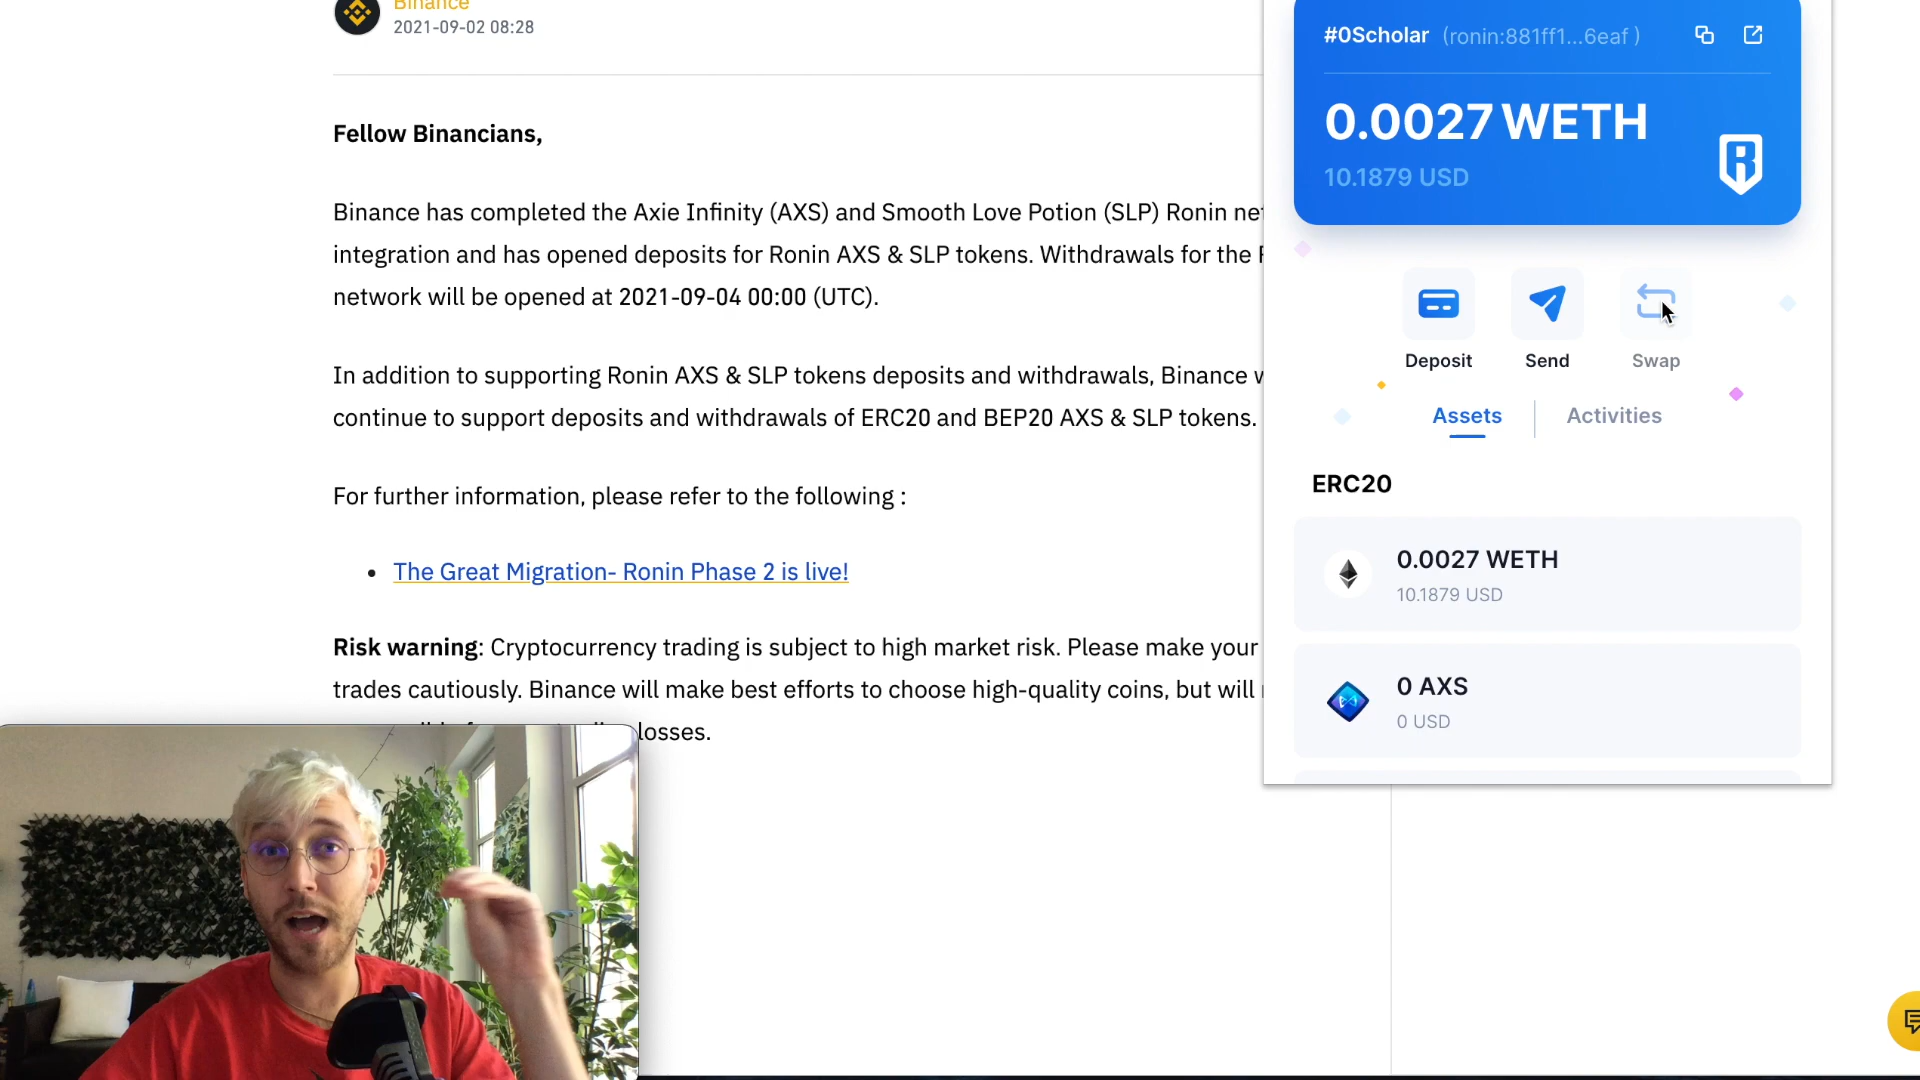 Binance
2021-09-02 08:28
Fellow Binancians,
Binance has completed the Axie Infinity (AXS) and Smooth Love Potion (SLP) Ronin
integration and has opened deposits for Ronin AXS & SLP tokens. Withdrawals for the
network will be opened at 2021-09-04 00:00 (UTC).
In addition to supporting Ronin AXS & SLP tokens deposits and withdrawals, Binance
continue to support deposits and withdrawals of ERC20 and BEP20 AXS & SLP tokens.
For further information, please refer to the following :
• The Great Migration- Ronin Phase 2 is live!
Risk warning: Cryptocurrency trading is subject to high market risk. Please make your
trades cautiously. Binance will make best efforts to choose high-quality coins, but will
losses.
#0Scholar (ronin:881ff1...6eaf )
0.0027 WETH
10.1879 USD
Deposit Send Swap
Assets Activities
ERC20
0.0027 WETH
10.1879 USD
0 AXS
0 USD